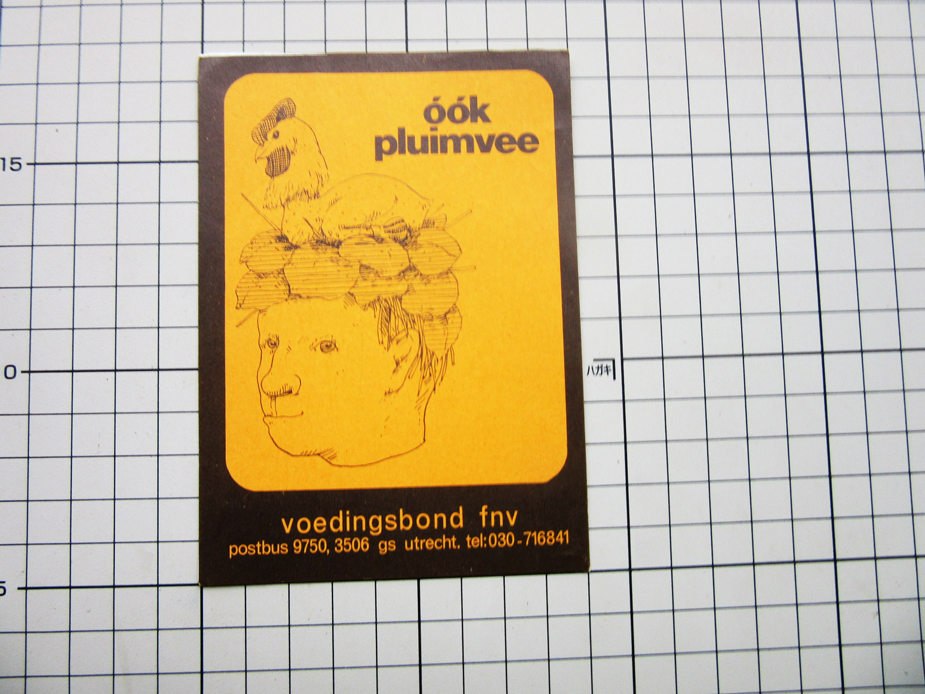 óók
pluimvee
15
0
ハガキ
5
voedingsbond fnv
postbus 9750, 3506 gs utrecht. tel:030-716841